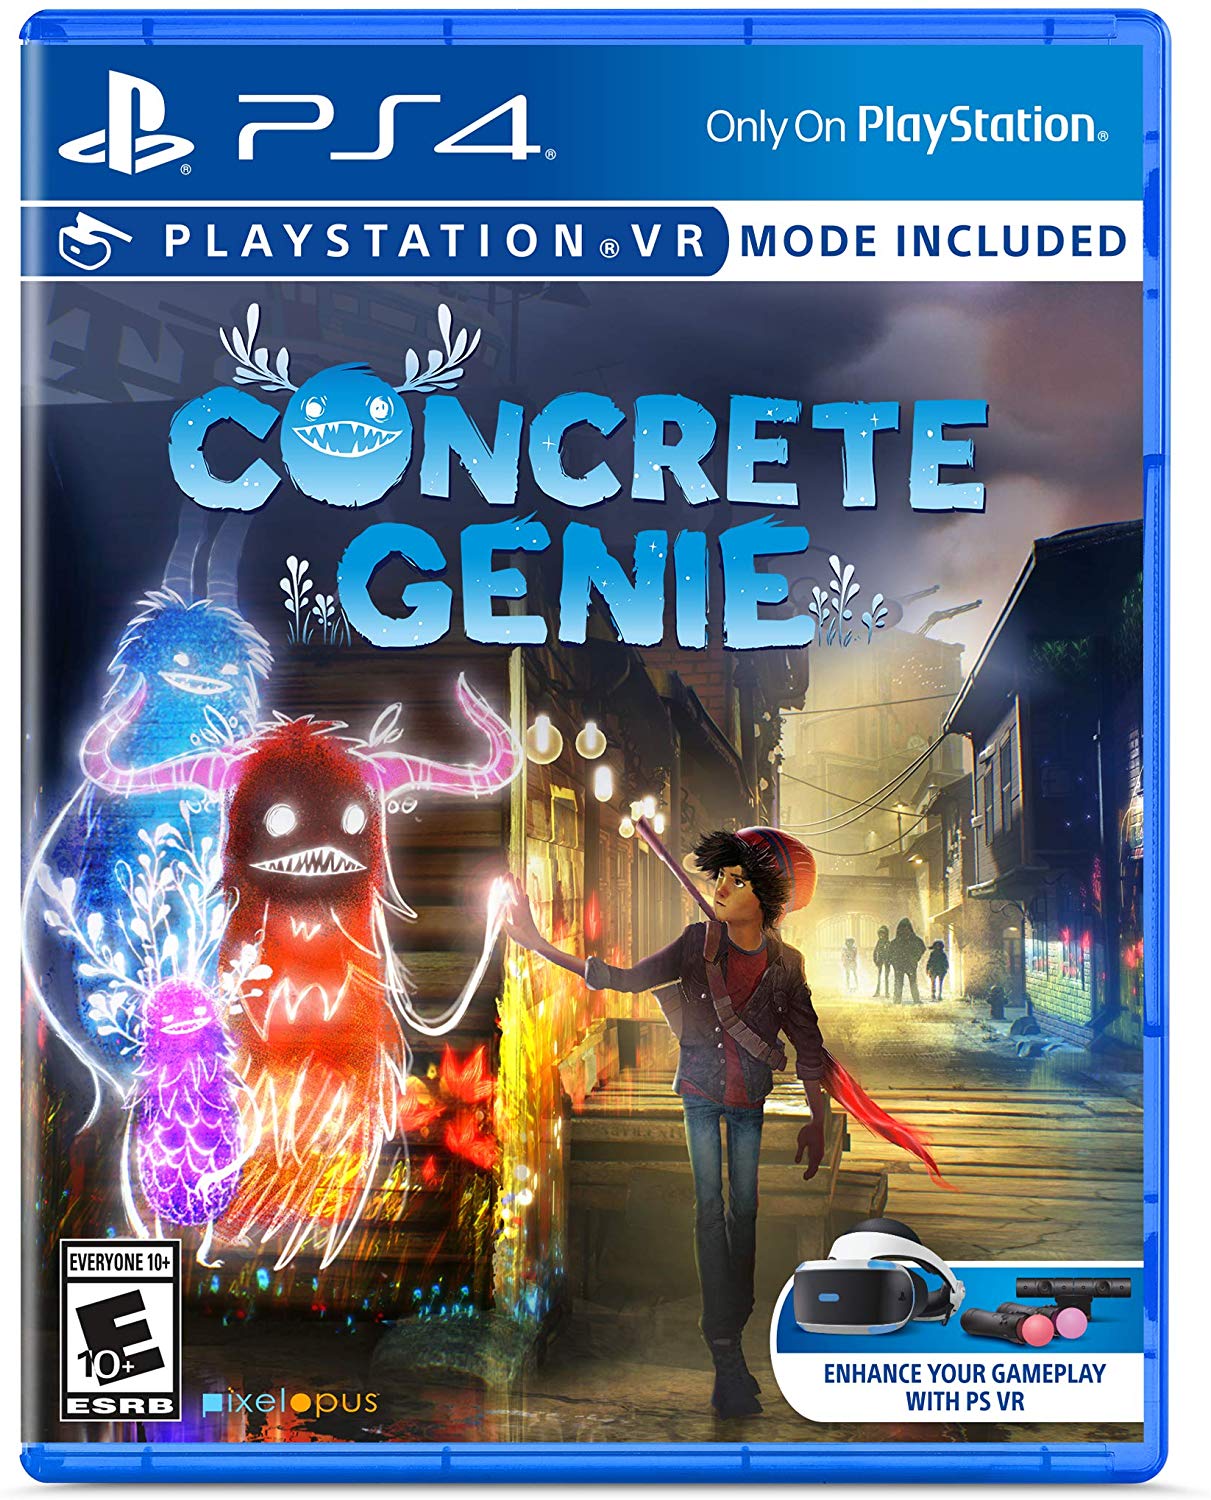 PS4®
Only On PlayStation®
PLAYSTATION®VR MODE INCLUDED
CONCRETE
GENIE
EVERYONE 10+
E
10+
ESRB
pixelopus
ENHANCE YOUR GAMEPLAY
WITH PS VR